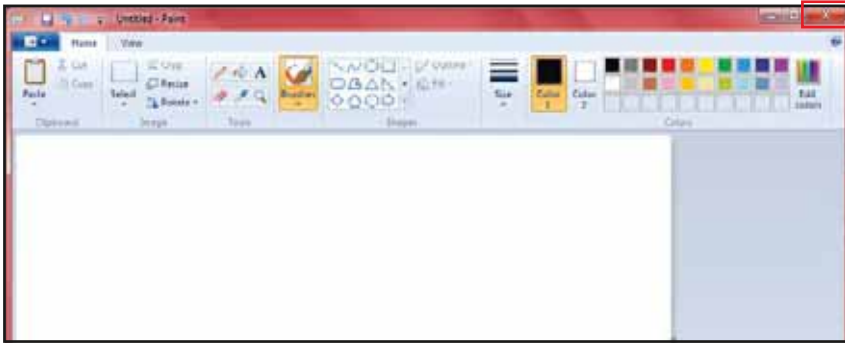 Untitled - Paint
Home View
Paste
Cut
Copy
Clipboard
Select
Crop
Resize
Rotate
Image
A
Tools
Brushes
Outline
Fill
Shapes
Size
Color 1
Color 2
Edit colors
Colors